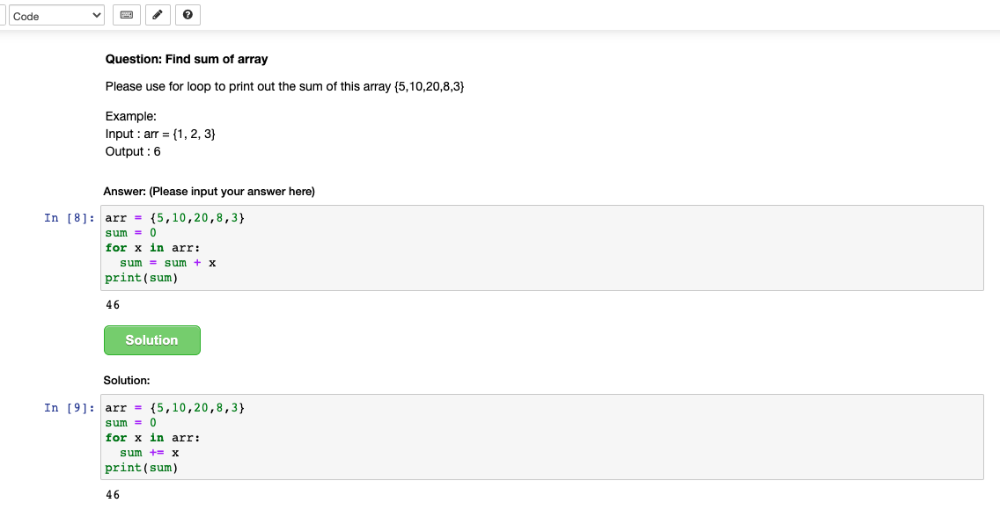 Code
Question: Find sum of array
Please use for loop to print out the sum of this array {5,10,20,8,3}
Example:
Input : arr = {1, 2, 3}
Output : 6
Answer: (Please input your answer here)
In [8]: arr = {5,10,20,8,3}
sum = 0
for x in arr:
  sum = sum + x
print(sum)
46
Solution
Solution:
In [9]: arr = {5,10,20,8,3}
sum = 0
for x in arr:
  sum += x
print(sum)
46